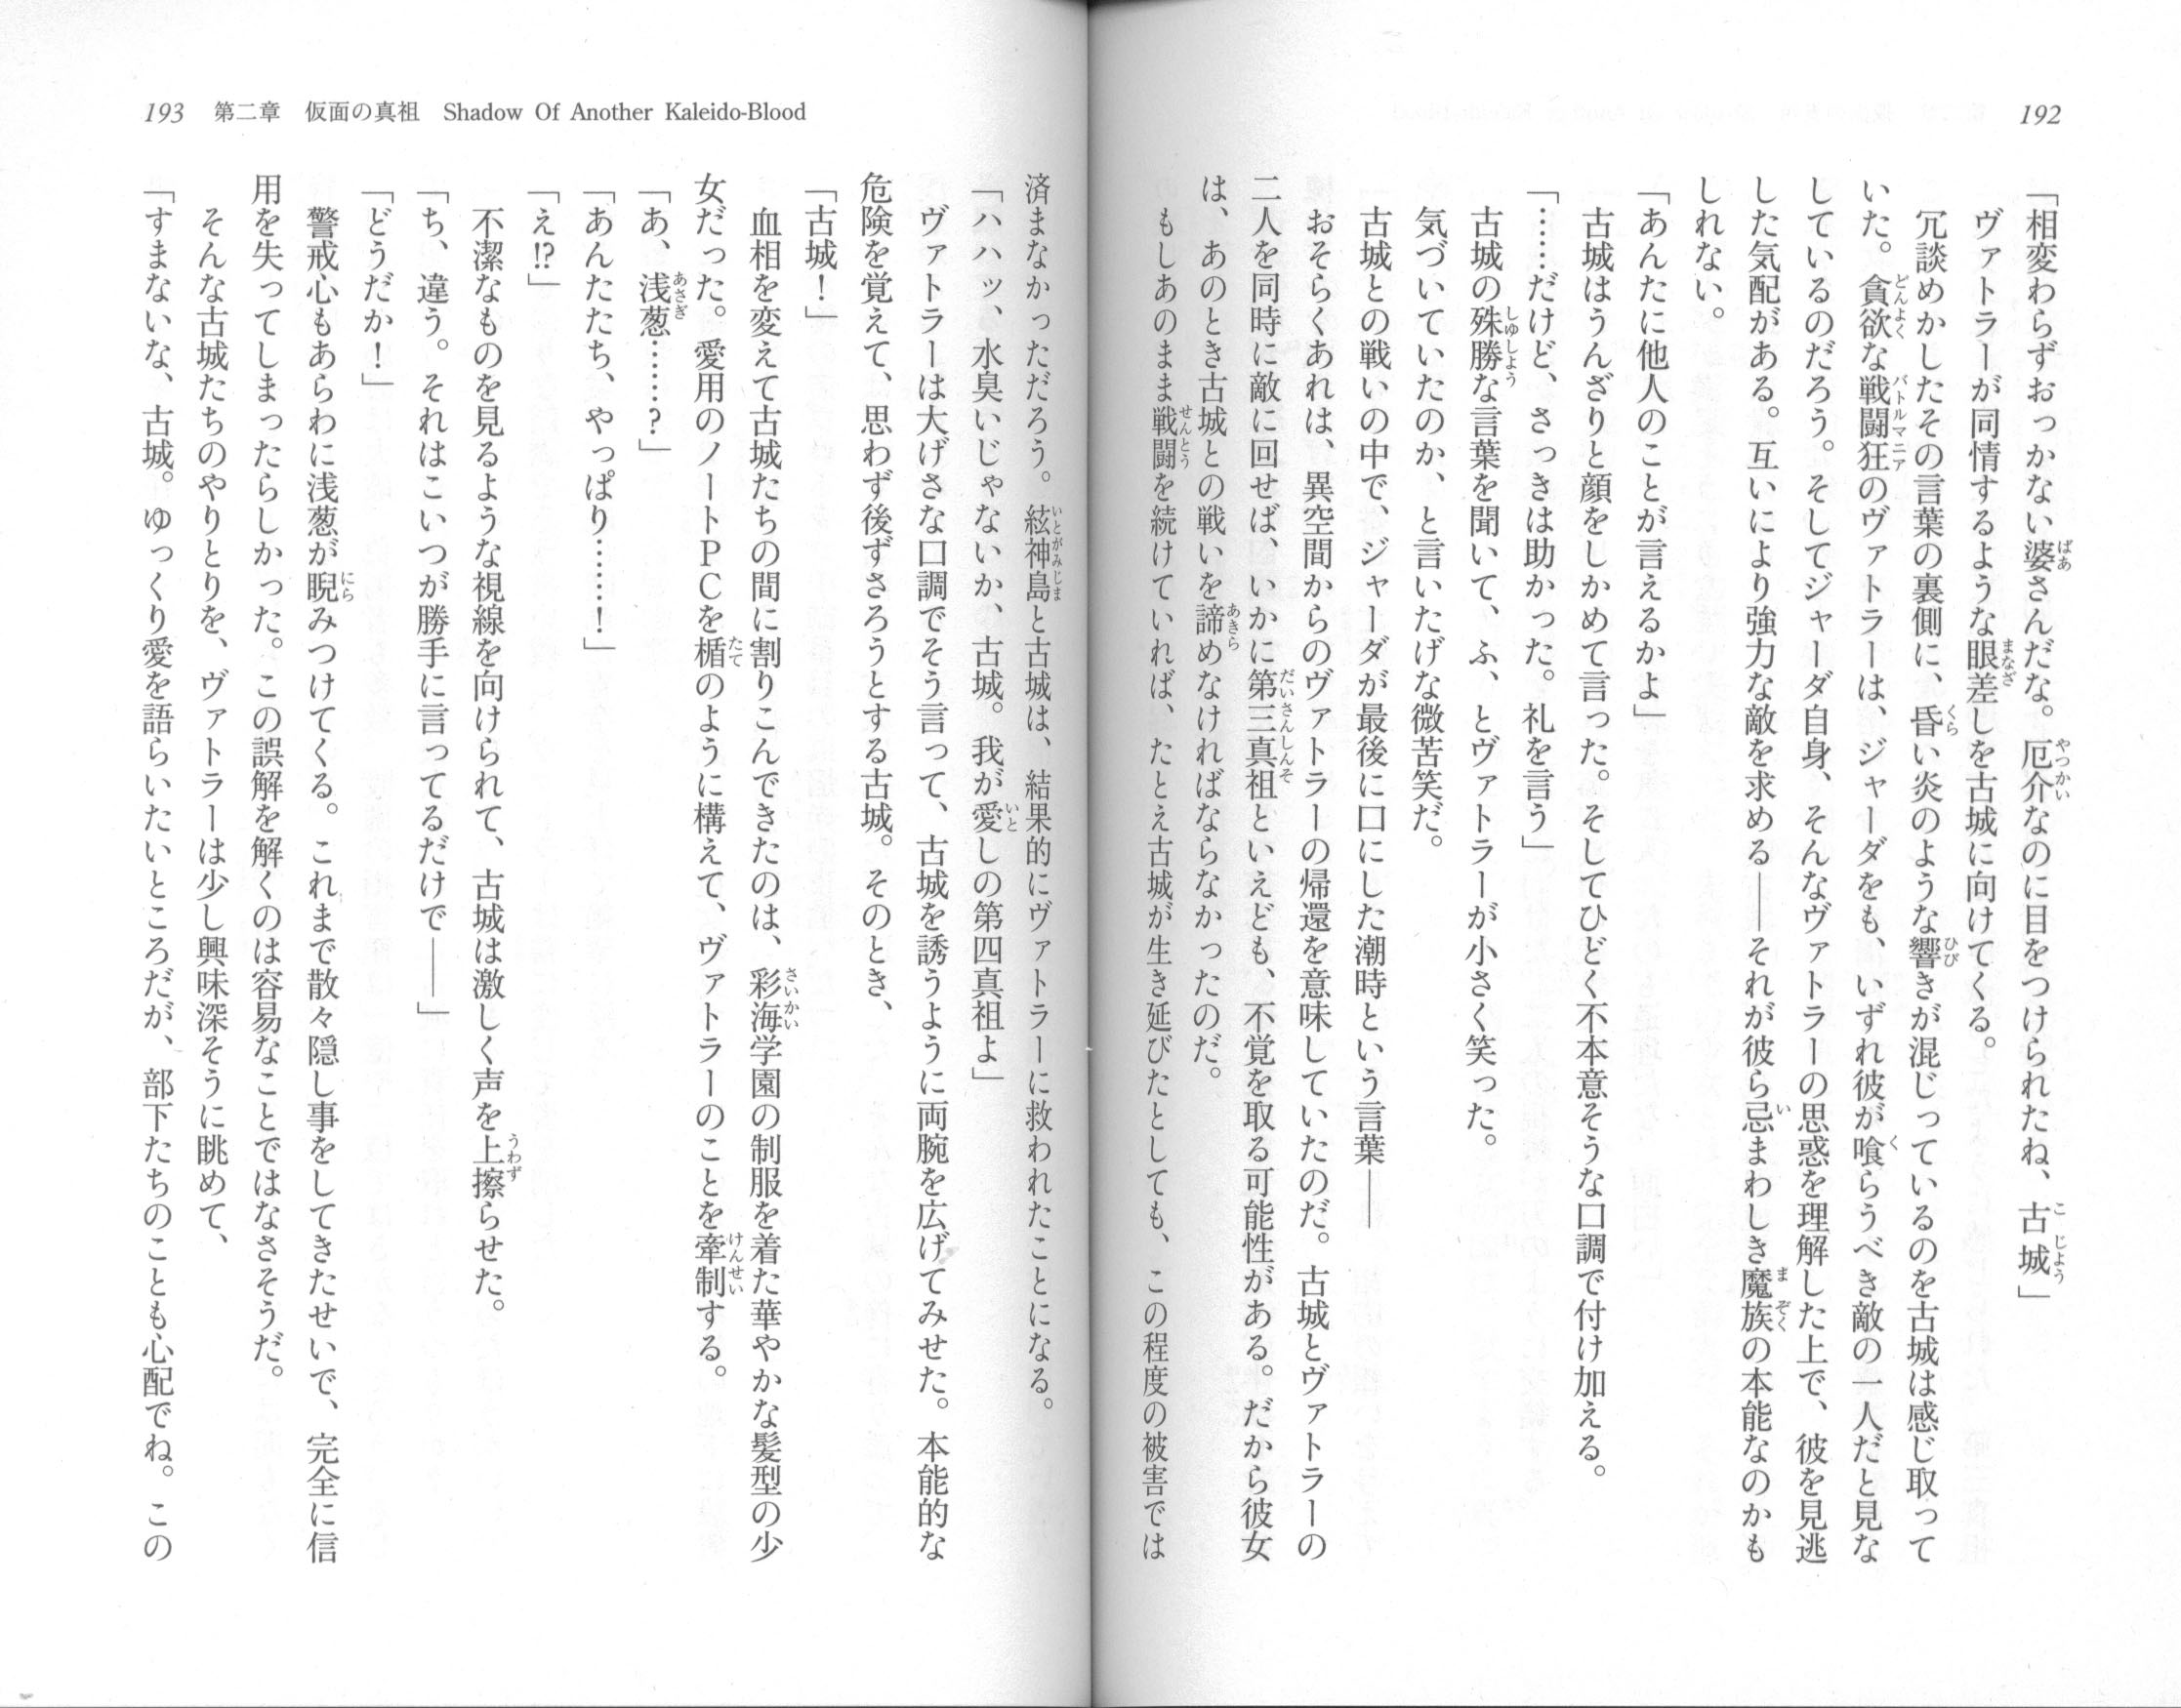 192
「相変わらずおっかない婆さんだな。厄介なのに目をつけられたね、古城」
ヴァトラーが同情するような眼差しを古城に向けてくる。
冗談めかしたその言葉の裏側に、昏い炎のような響きが混じっているのを古城は感じ取って
いた。貪欲な戦闘狂のヴァトラーは、ジャーダをも、いずれ彼が喰らうべき敵の一人だと見な
しているのだろう。そしてジャーダ自身、そんなヴァトラーの思惑を理解した上で、彼を見逃
した気配がある。互いにより強力な敵を求める――それが彼ら忌まわしき魔族の本能なのかも
しれない。
「あんたに他人のことが言えるかよ」
古城はうんざりと顔をしかめて言った。そしてひどく不本意そうな口調で付け加える。
「……だけど、さっきは助かった。礼を言う」
古城の殊勝な言葉を聞いて、ふ、とヴァトラーが小さく笑った。
気づいていたのか、と言いたげな微苦笑だ。
古城との戦いの中で、ジャーダが最後に口にした潮時という言葉――
おそらくあれは、異空間からのヴァトラーの帰還を意味していたのだ。古城とヴァトラーの
二人を同時に敵に回せば、いかに第三真祖といえども、不覚を取る可能性がある。だから彼女
は、あのとき古城との戦いを諦めなければならなかったのだ。
もしあのまま戦闘を続けていれば、たとえ古城が生き延びたとしても、この程度の被害では
193 第二章 仮面の真祖 Shadow Of Another Kaleido-Blood
済まなかっただろう。絃神島と古城は、結果的にヴァトラーに救われたことになる。
「ハハッ、水臭いじゃないか、古城。我が愛しの第四真祖よ」
ヴァトラーは大げさな口調でそう言って、古城を誘うように両腕を広げてみせた。本能的な
危険を覚えて、思わず後ずさろうとする古城。そのとき、
「古城！」
血相を変えて古城たちの間に割りこんできたのは、彩海学園の制服を着た華やかな髪型の少
女だった。愛用のノートＰＣを楯のように構えて、ヴァトラーのことを牽制する。
「あ、浅葱……？」
「あんたたち、やっぱり……！」
「え!?」
不潔なものを見るような視線を向けられて、古城は激しく声を上擦らせた。
「ち、違う。それはこいつが勝手に言ってるだけで――」
「どうだか！」
警戒心もあらわに浅葱が睨みつけてくる。これまで散々隠し事をしてきたせいで、完全に信
用を失ってしまったらしかった。この誤解を解くのは容易なことではなさそうだ。
そんな古城たちのやりとりを、ヴァトラーは少し興味深そうに眺めて、
「すまないな、古城。ゆっくり愛を語らいたいところだが、部下たちのことも心配でね。この